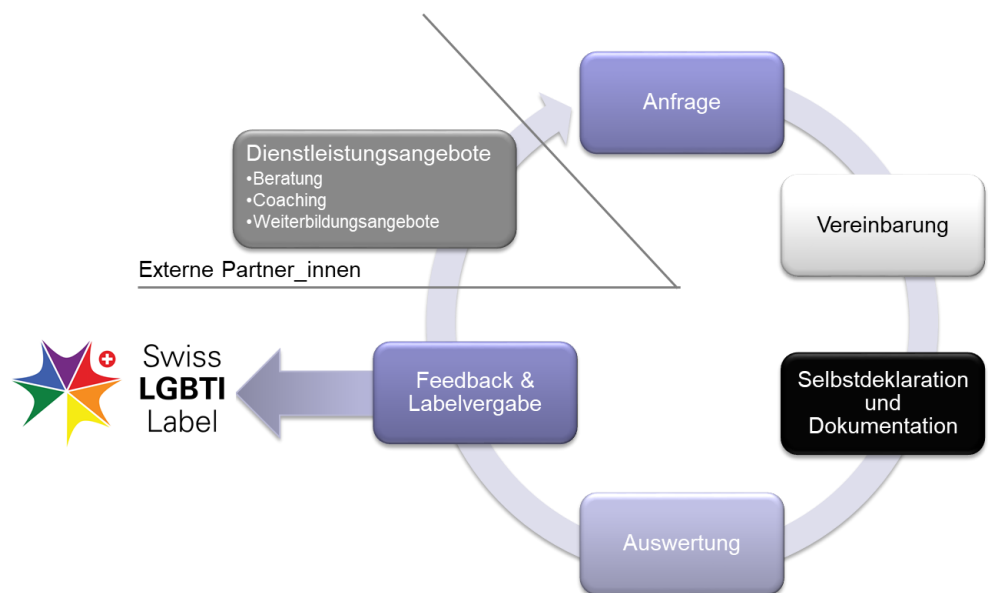 Anfrage
Dienstleistungsangebote
•Beratung
•Coaching
•Weiterbildungsangebote
Vereinbarung
Externe Partner_innen
Swiss
LGBTI
Label
Feedback &
Labelvergabe
Selbstdeklaration
und
Dokumentation
Auswertung